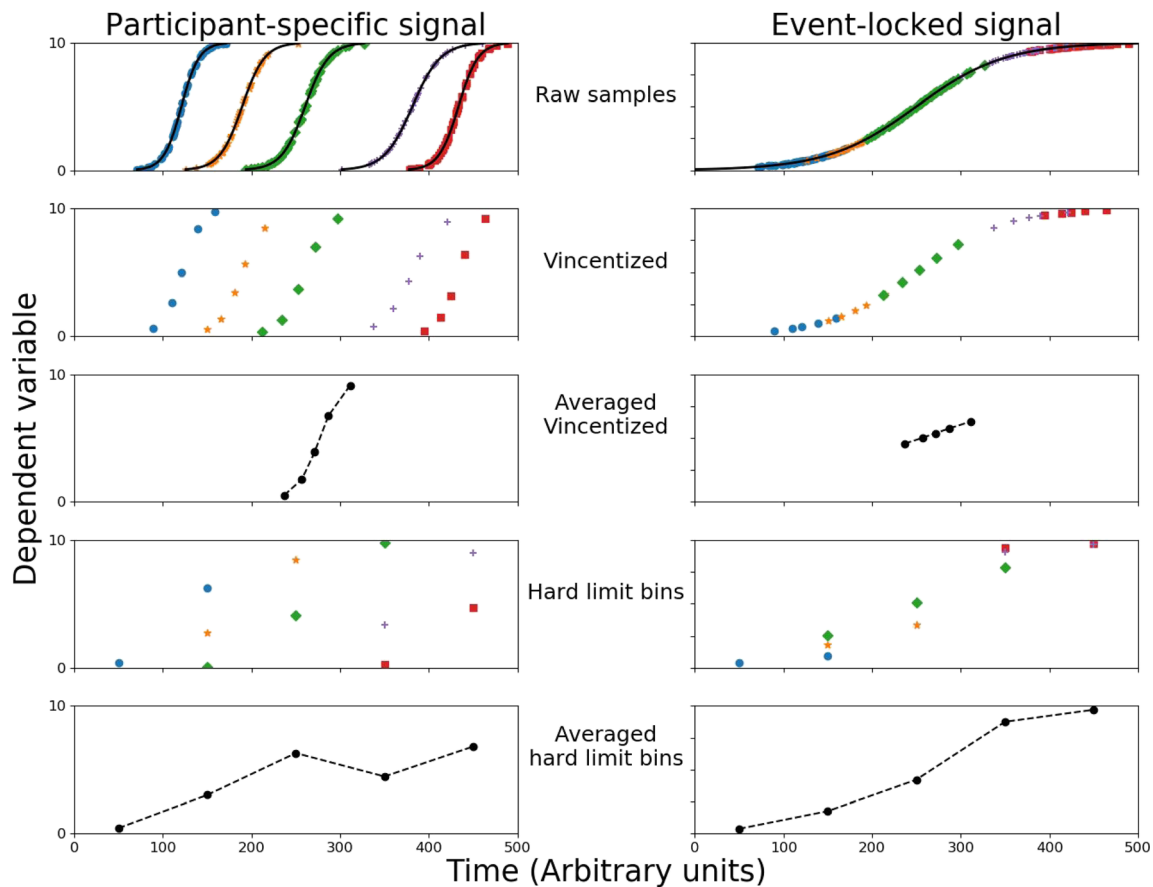 Participant-specific signal
Event-locked signal
10
0
Raw samples
10
0
Vincentized
10
0
Averaged
Vincentized
10
0
Hard limit bins
10
0
Averaged
hard limit bins
0 100 200 300 400 500
0 100 200 300 400 500
Dependent variable
Time (Arbitrary units)